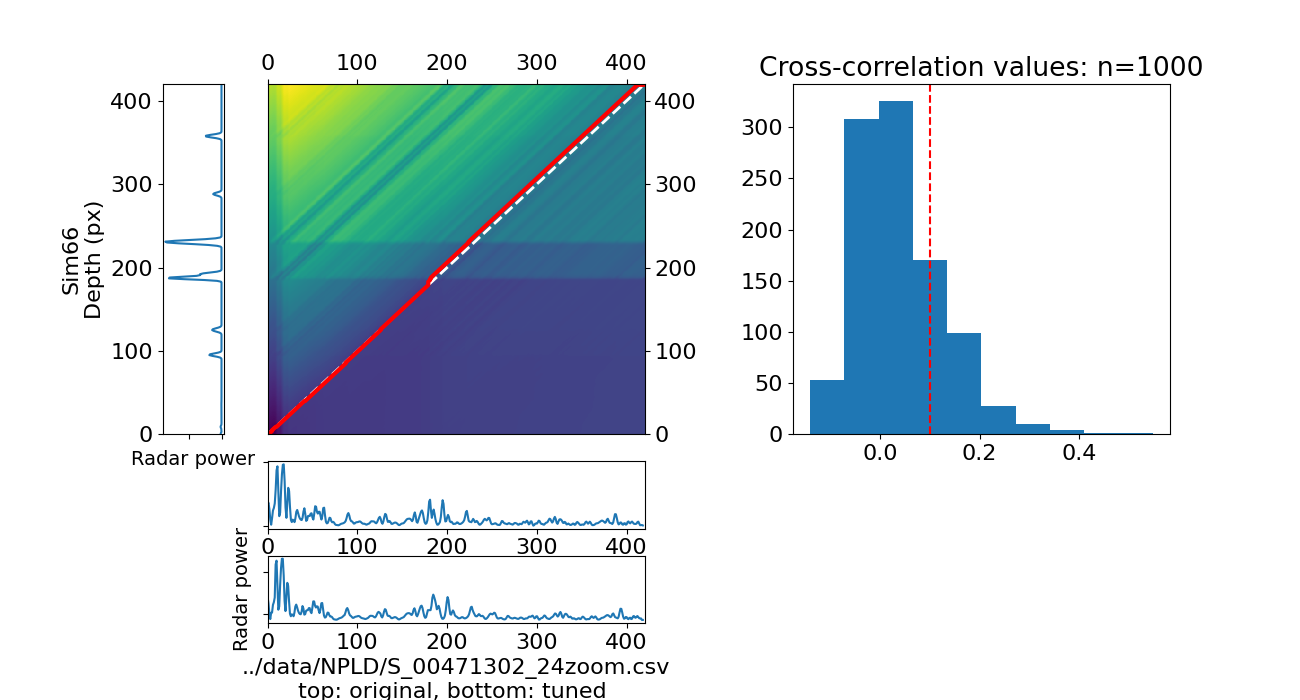 Cross-correlation values: n=1000
0 100 200 300 400
400
300
200
100
0
Sim66
Depth (px)
Radar power
400
300
200
100
0
300
250
200
150
100
50
0
0.0 0.2 0.4
0 100 200 300 400
Radar power
0 100 200 300 400
../data/NPLD/S_00471302_24zoom.csv
top: original, bottom: tuned